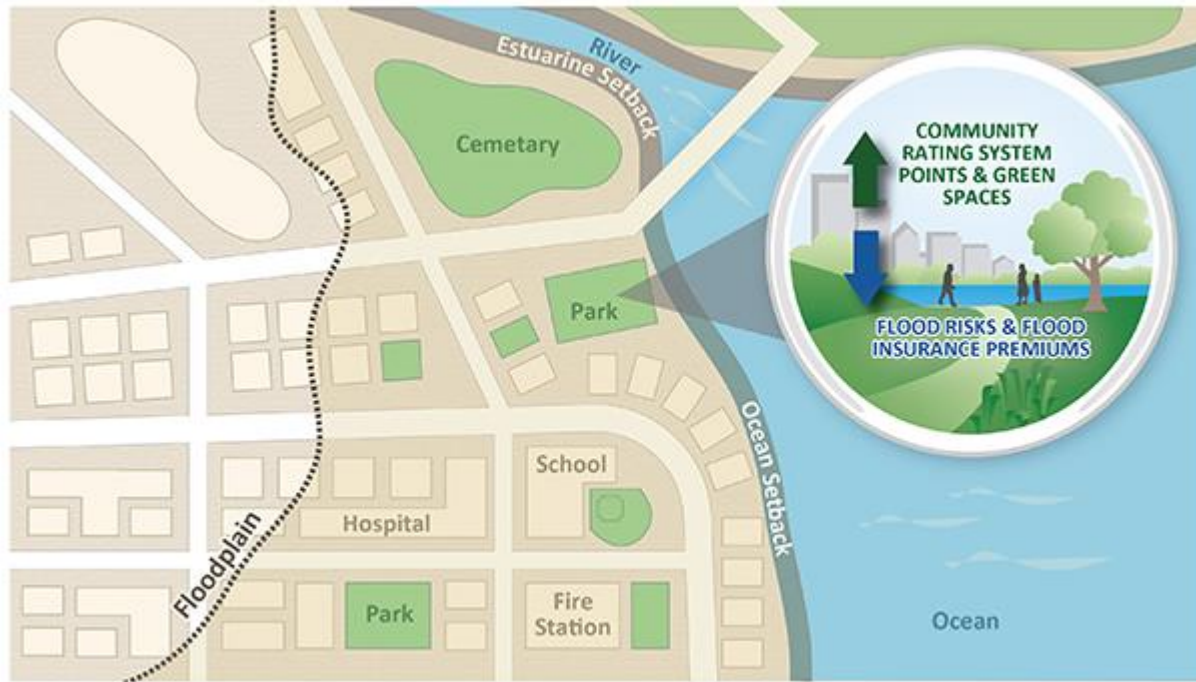 River
Estuarine Setback
Cemetary
COMMUNITY
RATING SYSTEM
POINTS & GREEN
SPACES
Park
FLOOD RISKS & FLOOD
INSURANCE PREMIUMS
Ocean Setback
School
Hospital
Floodplain
Park
Fire
Station
Ocean